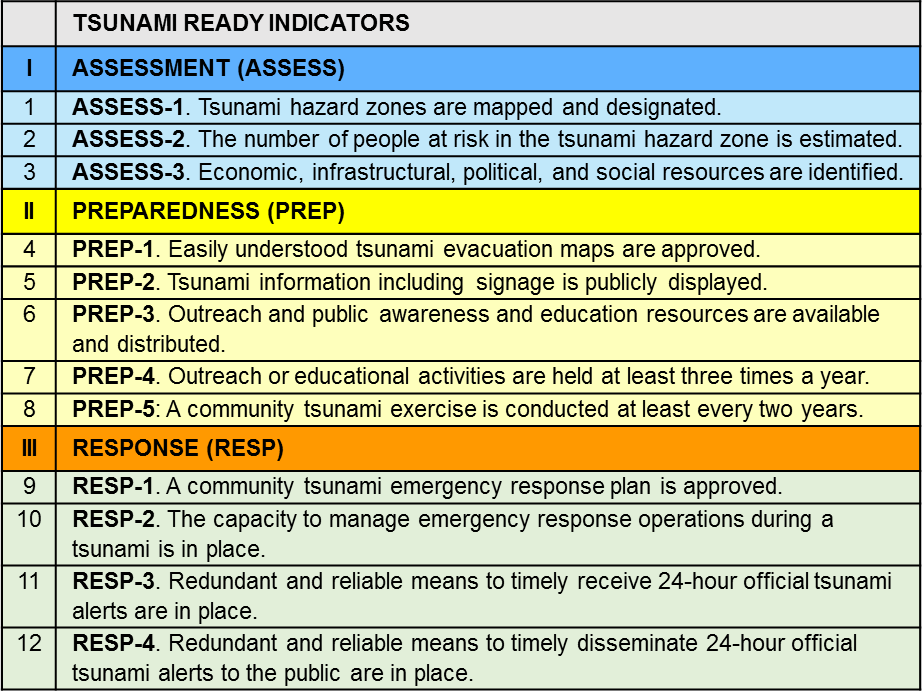 TSUNAMI READY INDICATORS
I ASSESSMENT (ASSESS)
1 ASSESS-1. Tsunami hazard zones are mapped and designated.
2 ASSESS-2. The number of people at risk in the tsunami hazard zone is estimated.
3 ASSESS-3. Economic, infrastructural, political, and social resources are identified.
II PREPAREDNESS (PREP)
4 PREP-1. Easily understood tsunami evacuation maps are approved.
5 PREP-2. Tsunami information including signage is publicly displayed.
6 PREP-3. Outreach and public awareness and education resources are available
and distributed.
7 PREP-4. Outreach or educational activities are held at least three times a year.
8 PREP-5: A community tsunami exercise is conducted at least every two years.
III RESPONSE (RESP)
9 RESP-1. A community tsunami emergency response plan is approved.
10 RESP-2. The capacity to manage emergency response operations during a
tsunami is in place.
11 RESP-3. Redundant and reliable means to timely receive 24-hour official tsunami
alerts are in place.
12 RESP-4. Redundant and reliable means to timely disseminate 24-hour official
tsunami alerts to the public are in place.